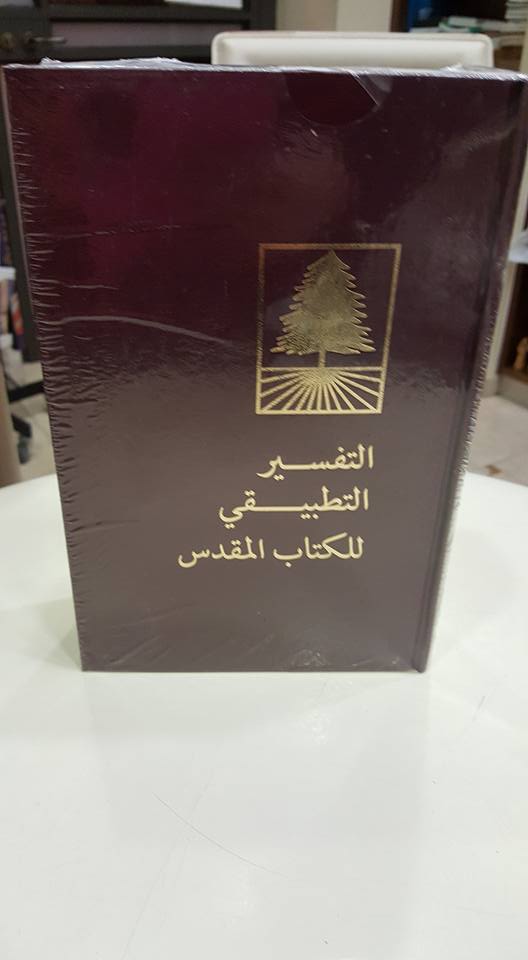 التفسير
التطبيقي
للكتاب المقدس